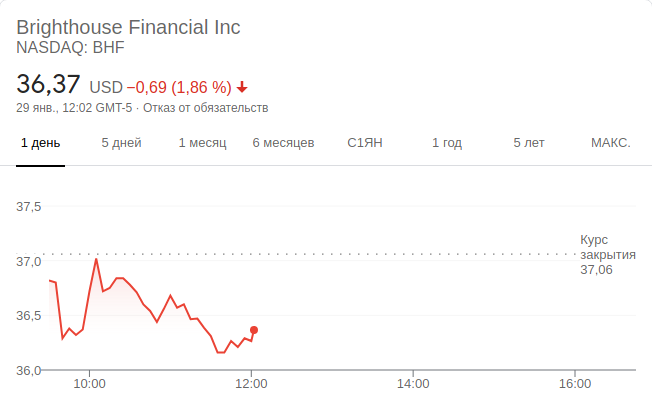 Brighthouse Financial Inc
NASDAQ: BHF
36,37 USD −0,69 (1,86 %)
29 янв., 12:02 GMT-5 · Отказ от обязательств
1 день 5 дней 1 месяц 6 месяцев С1ЯН 1 год 5 лет МАКС.
37,5
Курс
закрытия
37,06
37,0
36,5
36,0
10:00 12:00 14:00 16:00